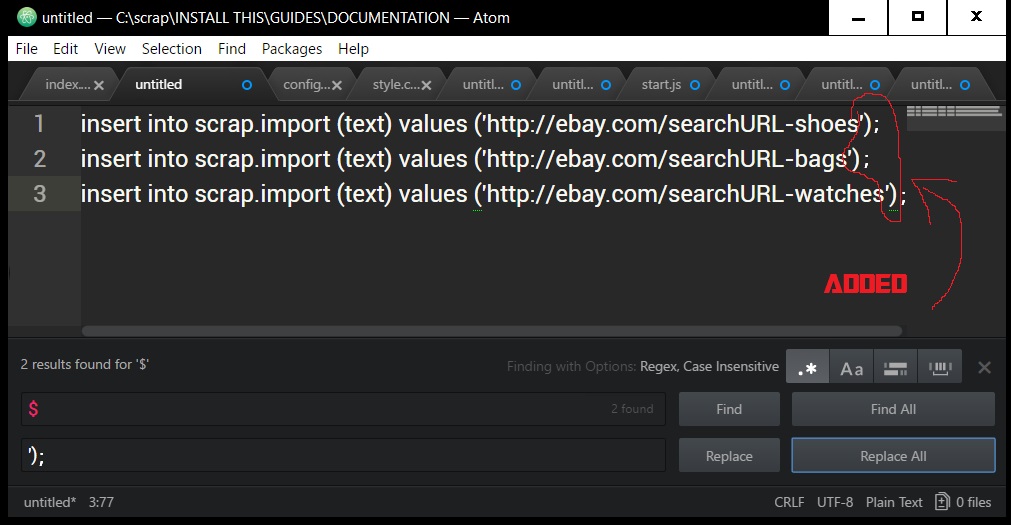 untitled — C:\scrap\INSTALL THIS\GUIDES\DOCUMENTATION — Atom
File Edit View Selection Find Packages Help
index.... untitled config... style.c... untitl... untitl... start.js untitl... untitl... untitl...
1 insert into scrap.import (text) values ('http://ebay.com/searchURL-shoes');
2 insert into scrap.import (text) values ('http://ebay.com/searchURL-bags');
3 insert into scrap.import (text) values ('http://ebay.com/searchURL-watches');
ADDED
2 results found for '$' Finding with Options: Regex, Case Insensitive .* Aa
$ 2 found Find Find All
'); Replace Replace All
untitled* 3:77 CRLF UTF-8 Plain Text 0 files